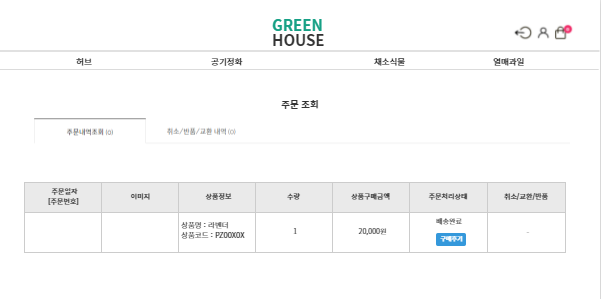 GREEN
HOUSE
0
허브 공기정화 채소식물 열매과일
주문 조회
주문내역조회 (0) 취소/반품/교환 내역 (0)
주문일자
[주문번호] 이미지 상품정보 수량 상품구매금액 주문처리상태 취소/교환/반품
상품명 : 라벤더
상품코드 : PZ00X0X
1
20,000원
배송완료
구매후기
-